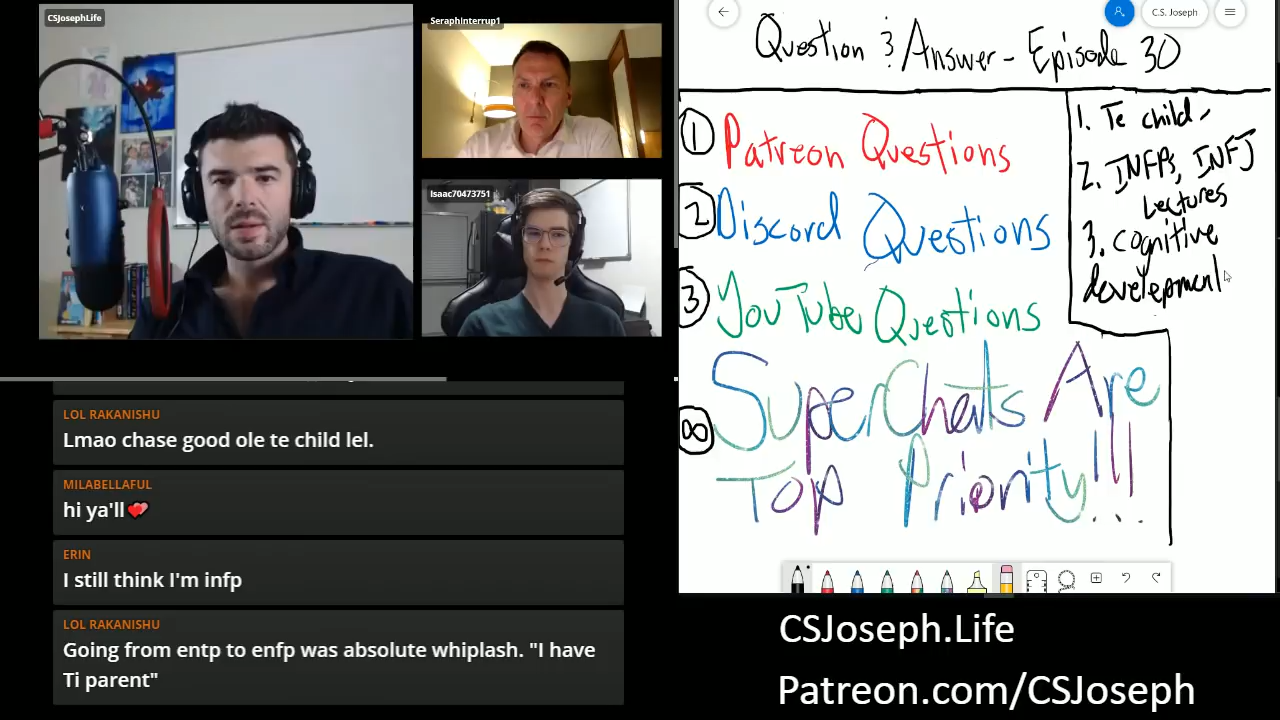 CSJosephLife
SeraphInterrup1
Isaac70473751
C.S. Joseph
Question & Answer - Episode 30
1 Patreon Questions
2 Discord Questions
3 YouTube Questions
∞ SuperChats Are
Top Priority!!!...
1. Te child -
2. INFPs, INFJ
Lectures
3. cognitive
development
LOL RAKANISHU
Lmao chase good ole te child lel.
MILABELLAFUL
hi ya'll💕
ERIN
I still think I'm infp
LOL RAKANISHU
Going from entp to enfp was absolute whiplash. "I have
Ti parent"
CSJoseph.Life
Patreon.com/CSJoseph